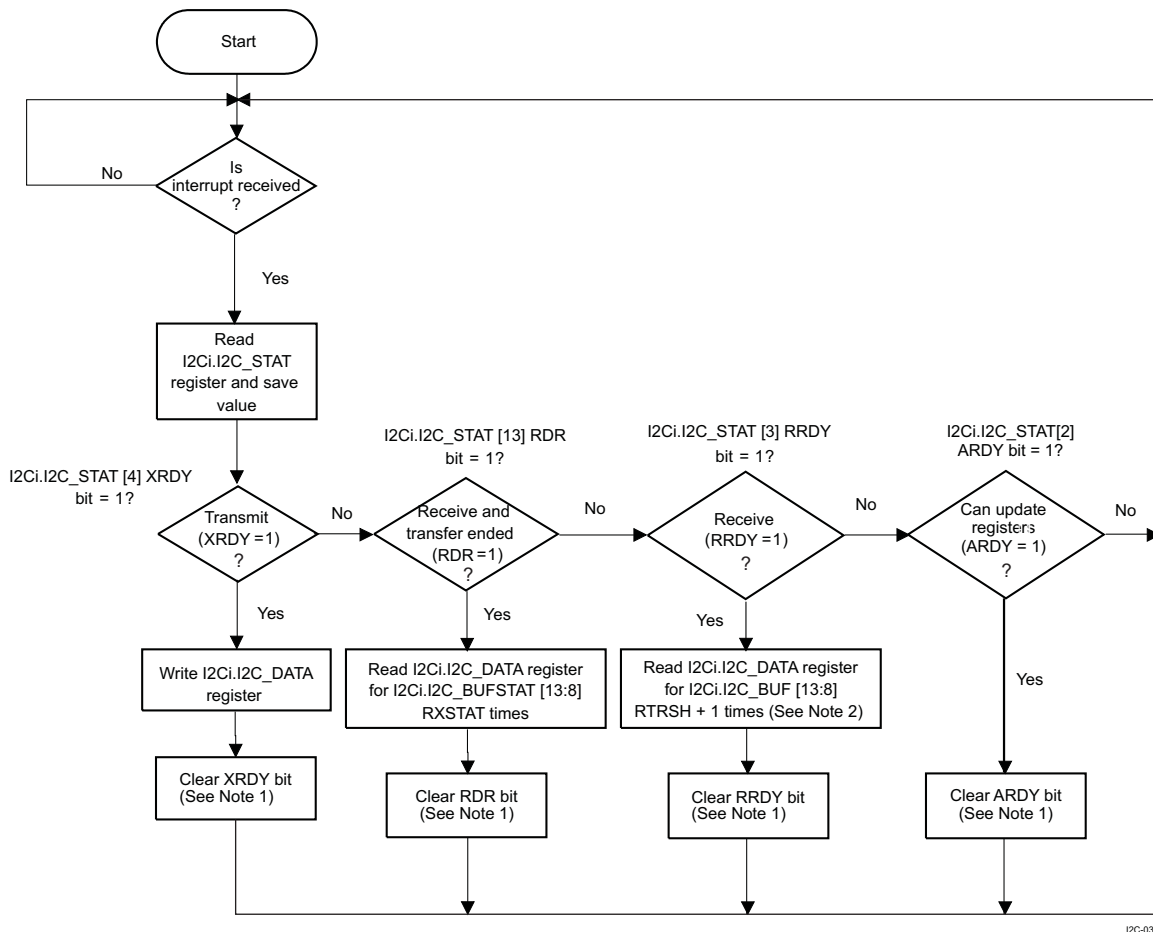 Start
Is
interrupt received
?
No
Yes
Read
I2Ci.I2C_STAT
register and save
value
I2Ci.I2C_STAT [4] XRDY
bit = 1?
Transmit
(XRDY =1)
?
No
Yes
I2Ci.I2C_STAT [13] RDR
bit = 1?
Receive and
transfer ended
(RDR =1)
?
No
Yes
I2Ci.I2C_STAT [3] RRDY
bit = 1?
Receive
(RRDY =1)
?
No
Yes
I2Ci.I2C_STAT[2]
ARDY bit = 1?
Can update
registers
(ARDY = 1)
?
No
Yes
Write I2Ci.I2C_DATA
register
Read I2Ci.I2C_DATA register
for I2Ci.I2C_BUFSTAT [13:8]
RXSTAT times
Read I2Ci.I2C_DATA register
for I2Ci.I2C_BUF [13:8]
RTRSH + 1 times (See Note 2)
Clear XRDY bit
(See Note 1)
Clear RDR bit
(See Note 1)
Clear RRDY bit
(See Note 1)
Clear ARDY bit
(See Note 1)
I2C-03